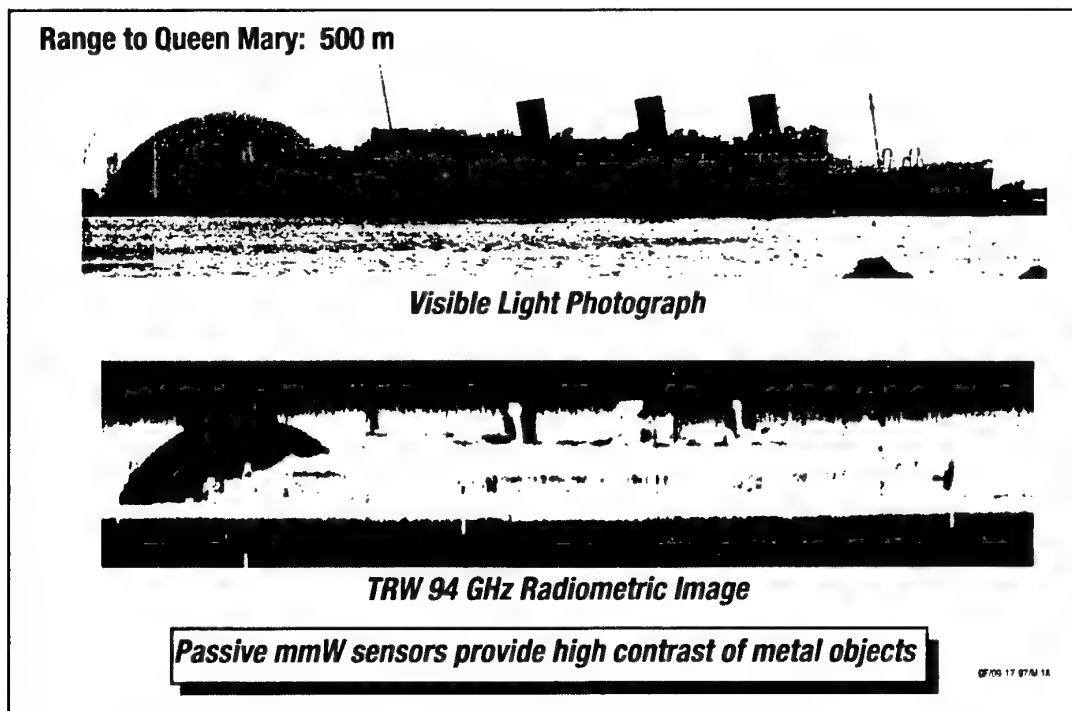 Range to Queen Mary: 500 m
Visible Light Photograph
TRW 94 GHz Radiometric Image
Passive mmW sensors provide high contrast of metal objects